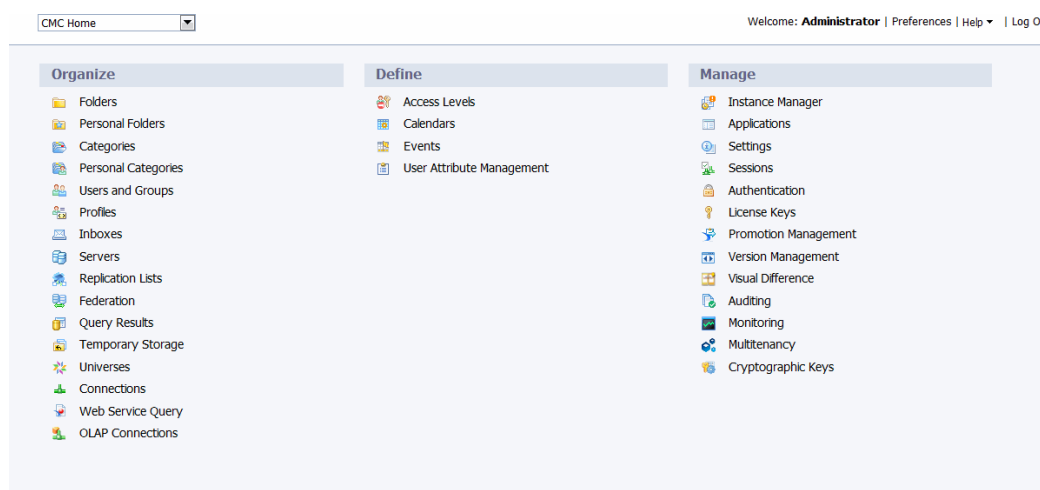 CMC Home
Welcome: Administrator | Preferences | Help | Log O
Organize
Folders
Personal Folders
Categories
Personal Categories
Users and Groups
Profiles
Inboxes
Servers
Replication Lists
Federation
Query Results
Temporary Storage
Universes
Connections
Web Service Query
OLAP Connections
Define
Access Levels
Calendars
Events
User Attribute Management
Manage
Instance Manager
Applications
Settings
Sessions
Authentication
License Keys
Promotion Management
Version Management
Visual Difference
Auditing
Monitoring
Multitenancy
Cryptographic Keys